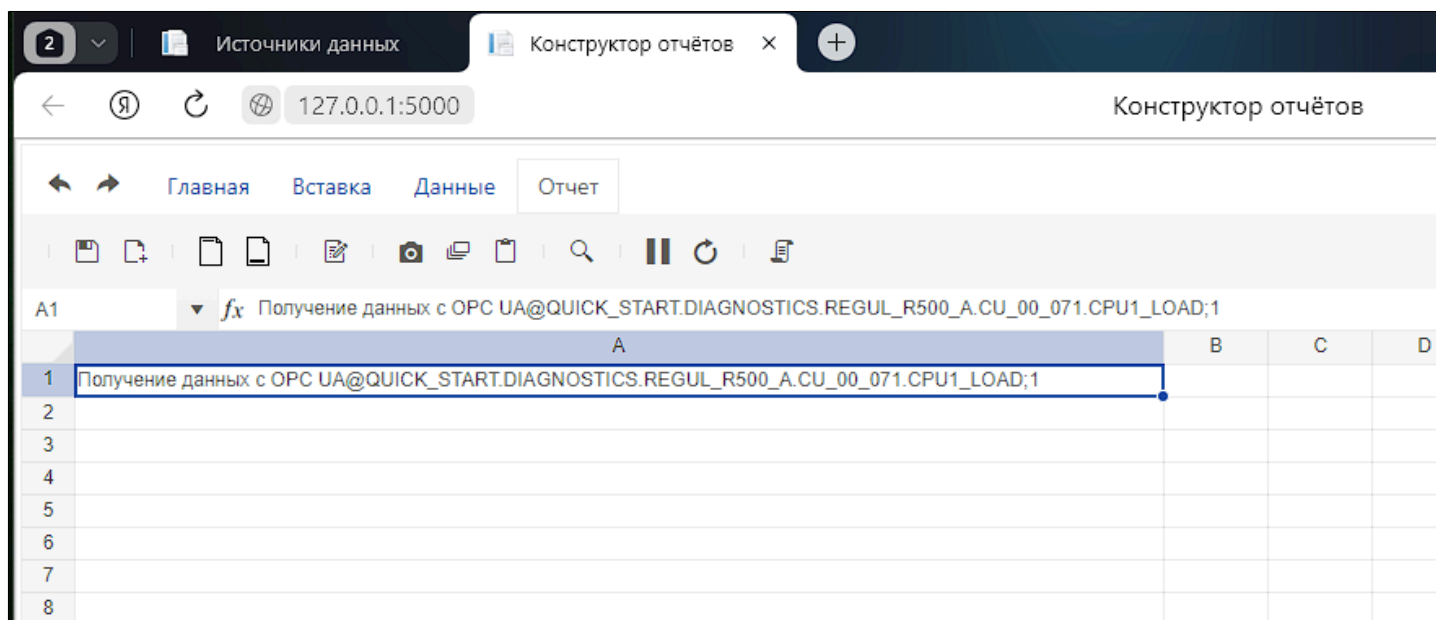 2 Источники данных Конструктор отчётов
Я 127.0.0.1:5000 Конструктор отчётов
Главная Вставка Данные Отчет
A1 fx Получение данных с OPC UA@QUICK_START.DIAGNOSTICS.REGUL_R500_A.CU_00_071.CPU1_LOAD;1
A B C D
1 Получение данных с OPC UA@QUICK_START.DIAGNOSTICS.REGUL_R500_A.CU_00_071.CPU1_LOAD;1
2
3
4
5
6
7
8